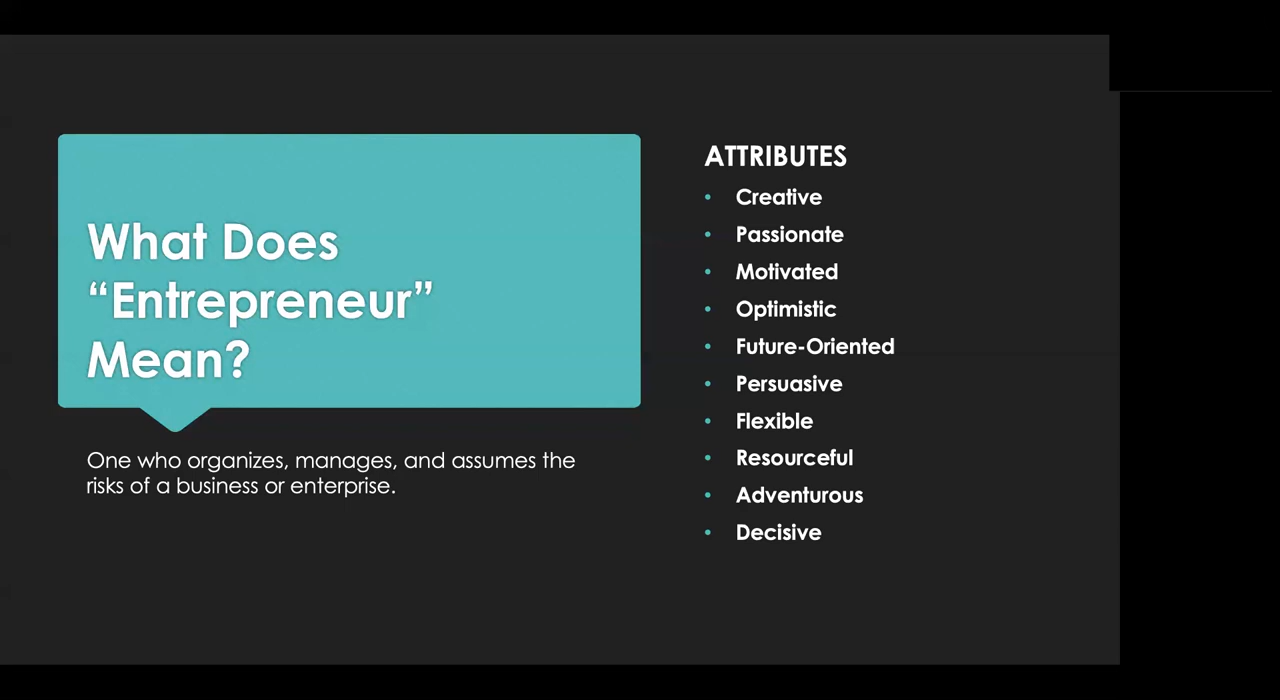 What Does
“Entrepreneur”
Mean?
One who organizes, manages, and assumes the
risks of a business or enterprise.
ATTRIBUTES
• Creative
• Passionate
• Motivated
• Optimistic
• Future-Oriented
• Persuasive
• Flexible
• Resourceful
• Adventurous
• Decisive